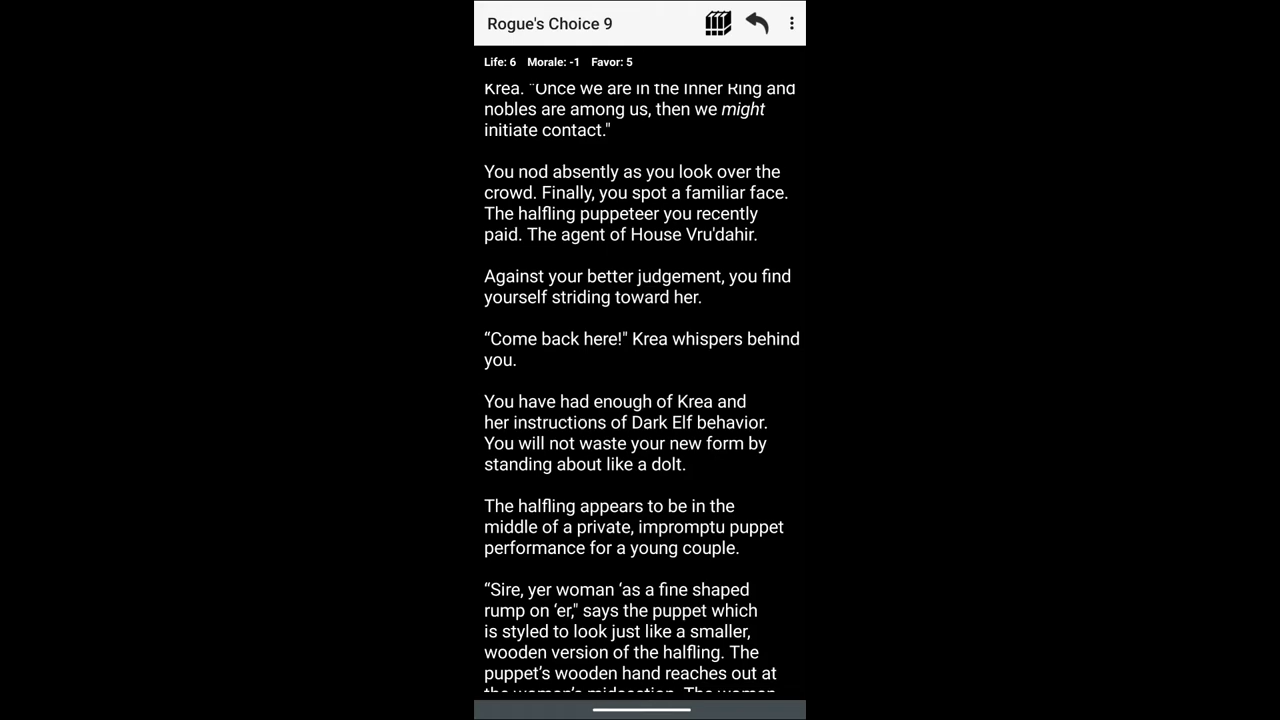 Rogue's Choice 9
Life: 6 Morale: -1 Favor: 5
Krea. "Once we are in the Inner Ring and
nobles are among us, then we might
initiate contact."
You nod absently as you look over the
crowd. Finally, you spot a familiar face.
The halfling puppeteer you recently
paid. The agent of House Vru'dahir.
Against your better judgement, you find
yourself striding toward her.
“Come back here!" Krea whispers behind
you.
You have had enough of Krea and
her instructions of Dark Elf behavior.
You will not waste your new form by
standing about like a dolt.
The halfling appears to be in the
middle of a private, impromptu puppet
performance for a young couple.
“Sire, yer woman ‘as a fine shaped
rump on ‘er," says the puppet which
is styled to look just like a smaller,
wooden version of the halfling. The
puppet’s wooden hand reaches out at
the woman’s midsection. The woman